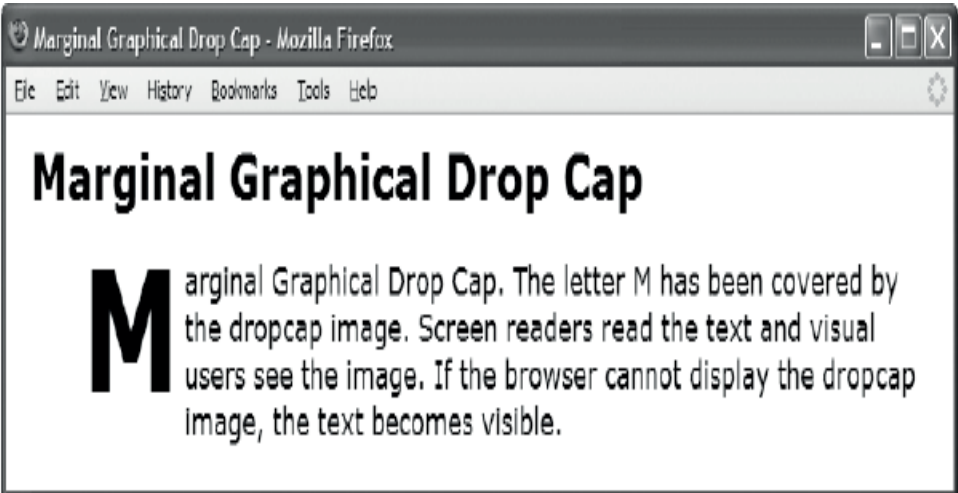 Marginal Graphical Drop Cap - Mozilla Firefox
File Edit View History Bookmarks Tools Help
Marginal Graphical Drop Cap
Marginal Graphical Drop Cap. The letter M has been covered by
the dropcap image. Screen readers read the text and visual
users see the image. If the browser cannot display the dropcap
image, the text becomes visible.